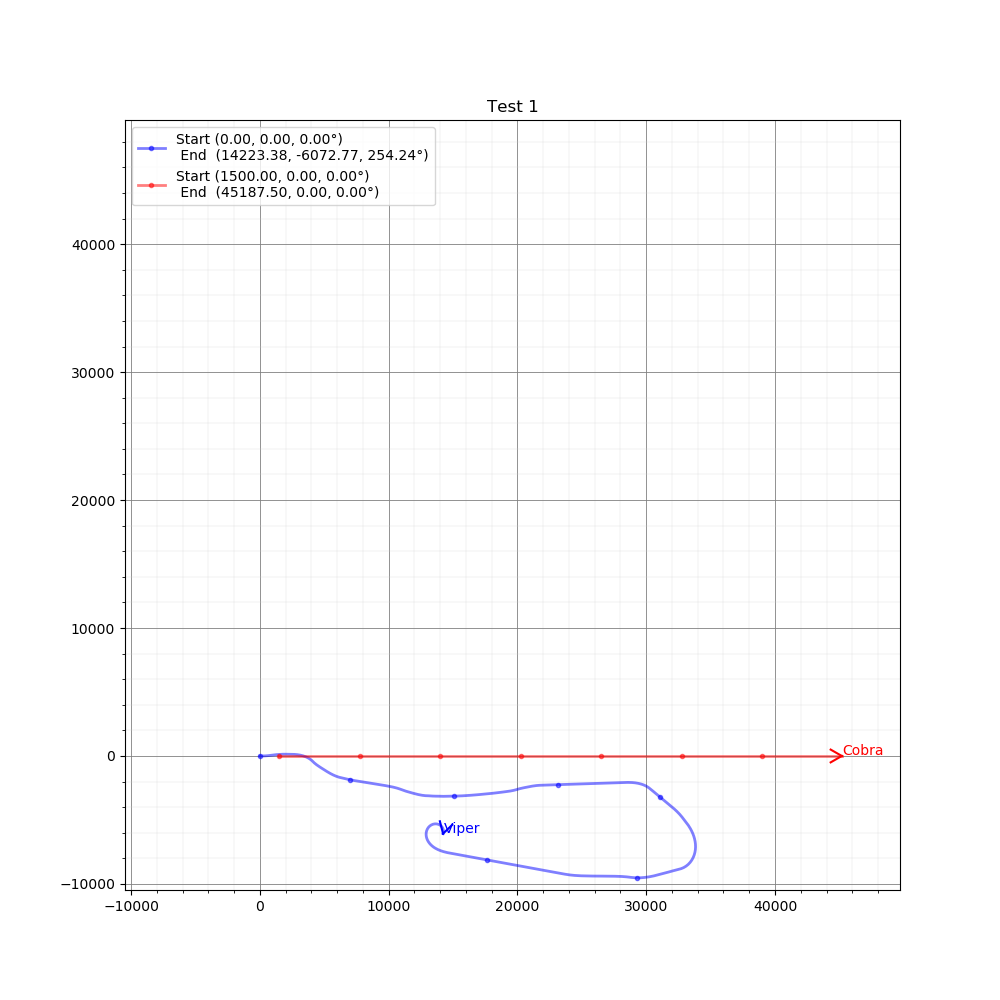 Test 1
Start (0.00, 0.00, 0.00°)
End  (14223.38, -6072.77, 254.24°)
Start (1500.00, 0.00, 0.00°)
End  (45187.50, 0.00, 0.00°)
40000
30000
20000
10000
0
−10000
Cobra
Viper
−10000 0 10000 20000 30000 40000